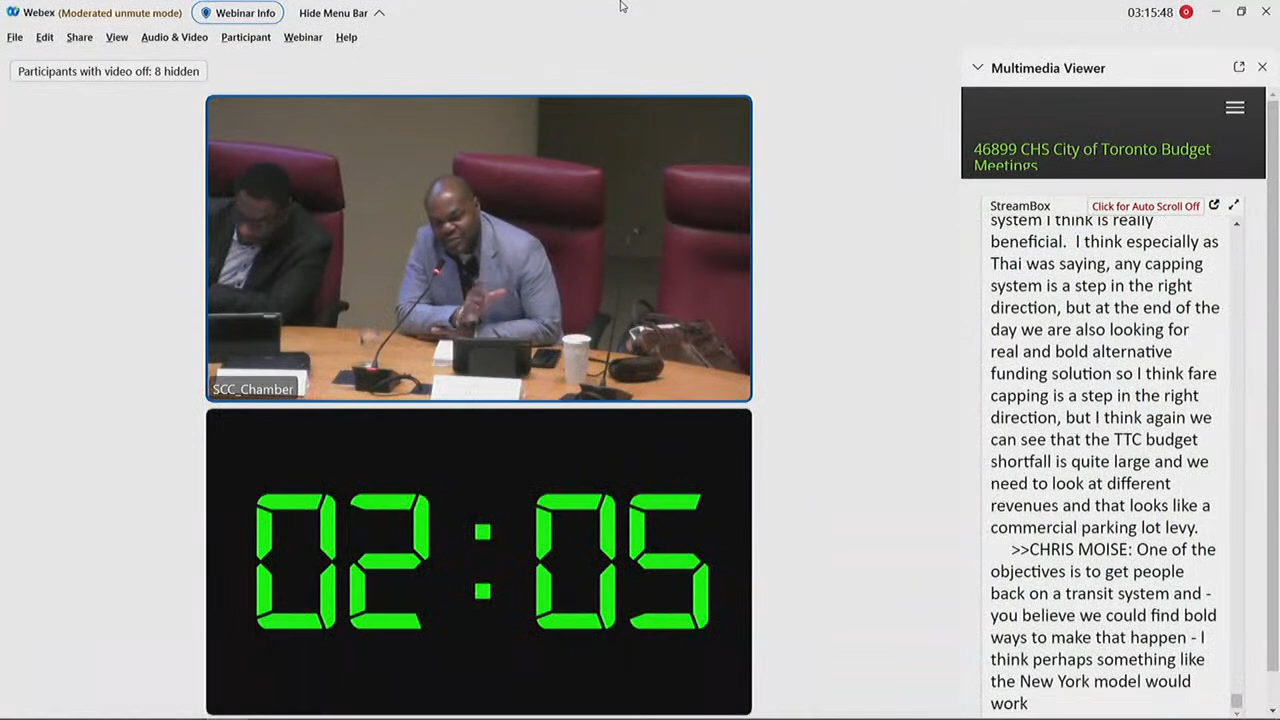 Webex (Moderated unmute mode) Webinar Info Hide Menu Bar 03:15:48
File Edit Share View Audio & Video Participant Webinar Help
Participants with video off: 8 hidden
SCC_Chamber
02:05
Multimedia Viewer
46899 CHS City of Toronto Budget
Meetings
StreamBox Click for Auto Scroll Off
system I think is really
beneficial. I think especially as
Thai was saying, any capping
system is a step in the right
direction, but at the end of the
day we are also looking for
real and bold alternative
funding solution so I think fare
capping is a step in the right
direction, but I think again we
can see that the TTC budget
shortfall is quite large and we
need to look at different
revenues and that looks like a
commercial parking lot levy.
>>CHRIS MOISE: One of the
objectives is to get people
back on a transit system and -
you believe we could find bold
ways to make that happen - I
think perhaps something like
the New York model would
work